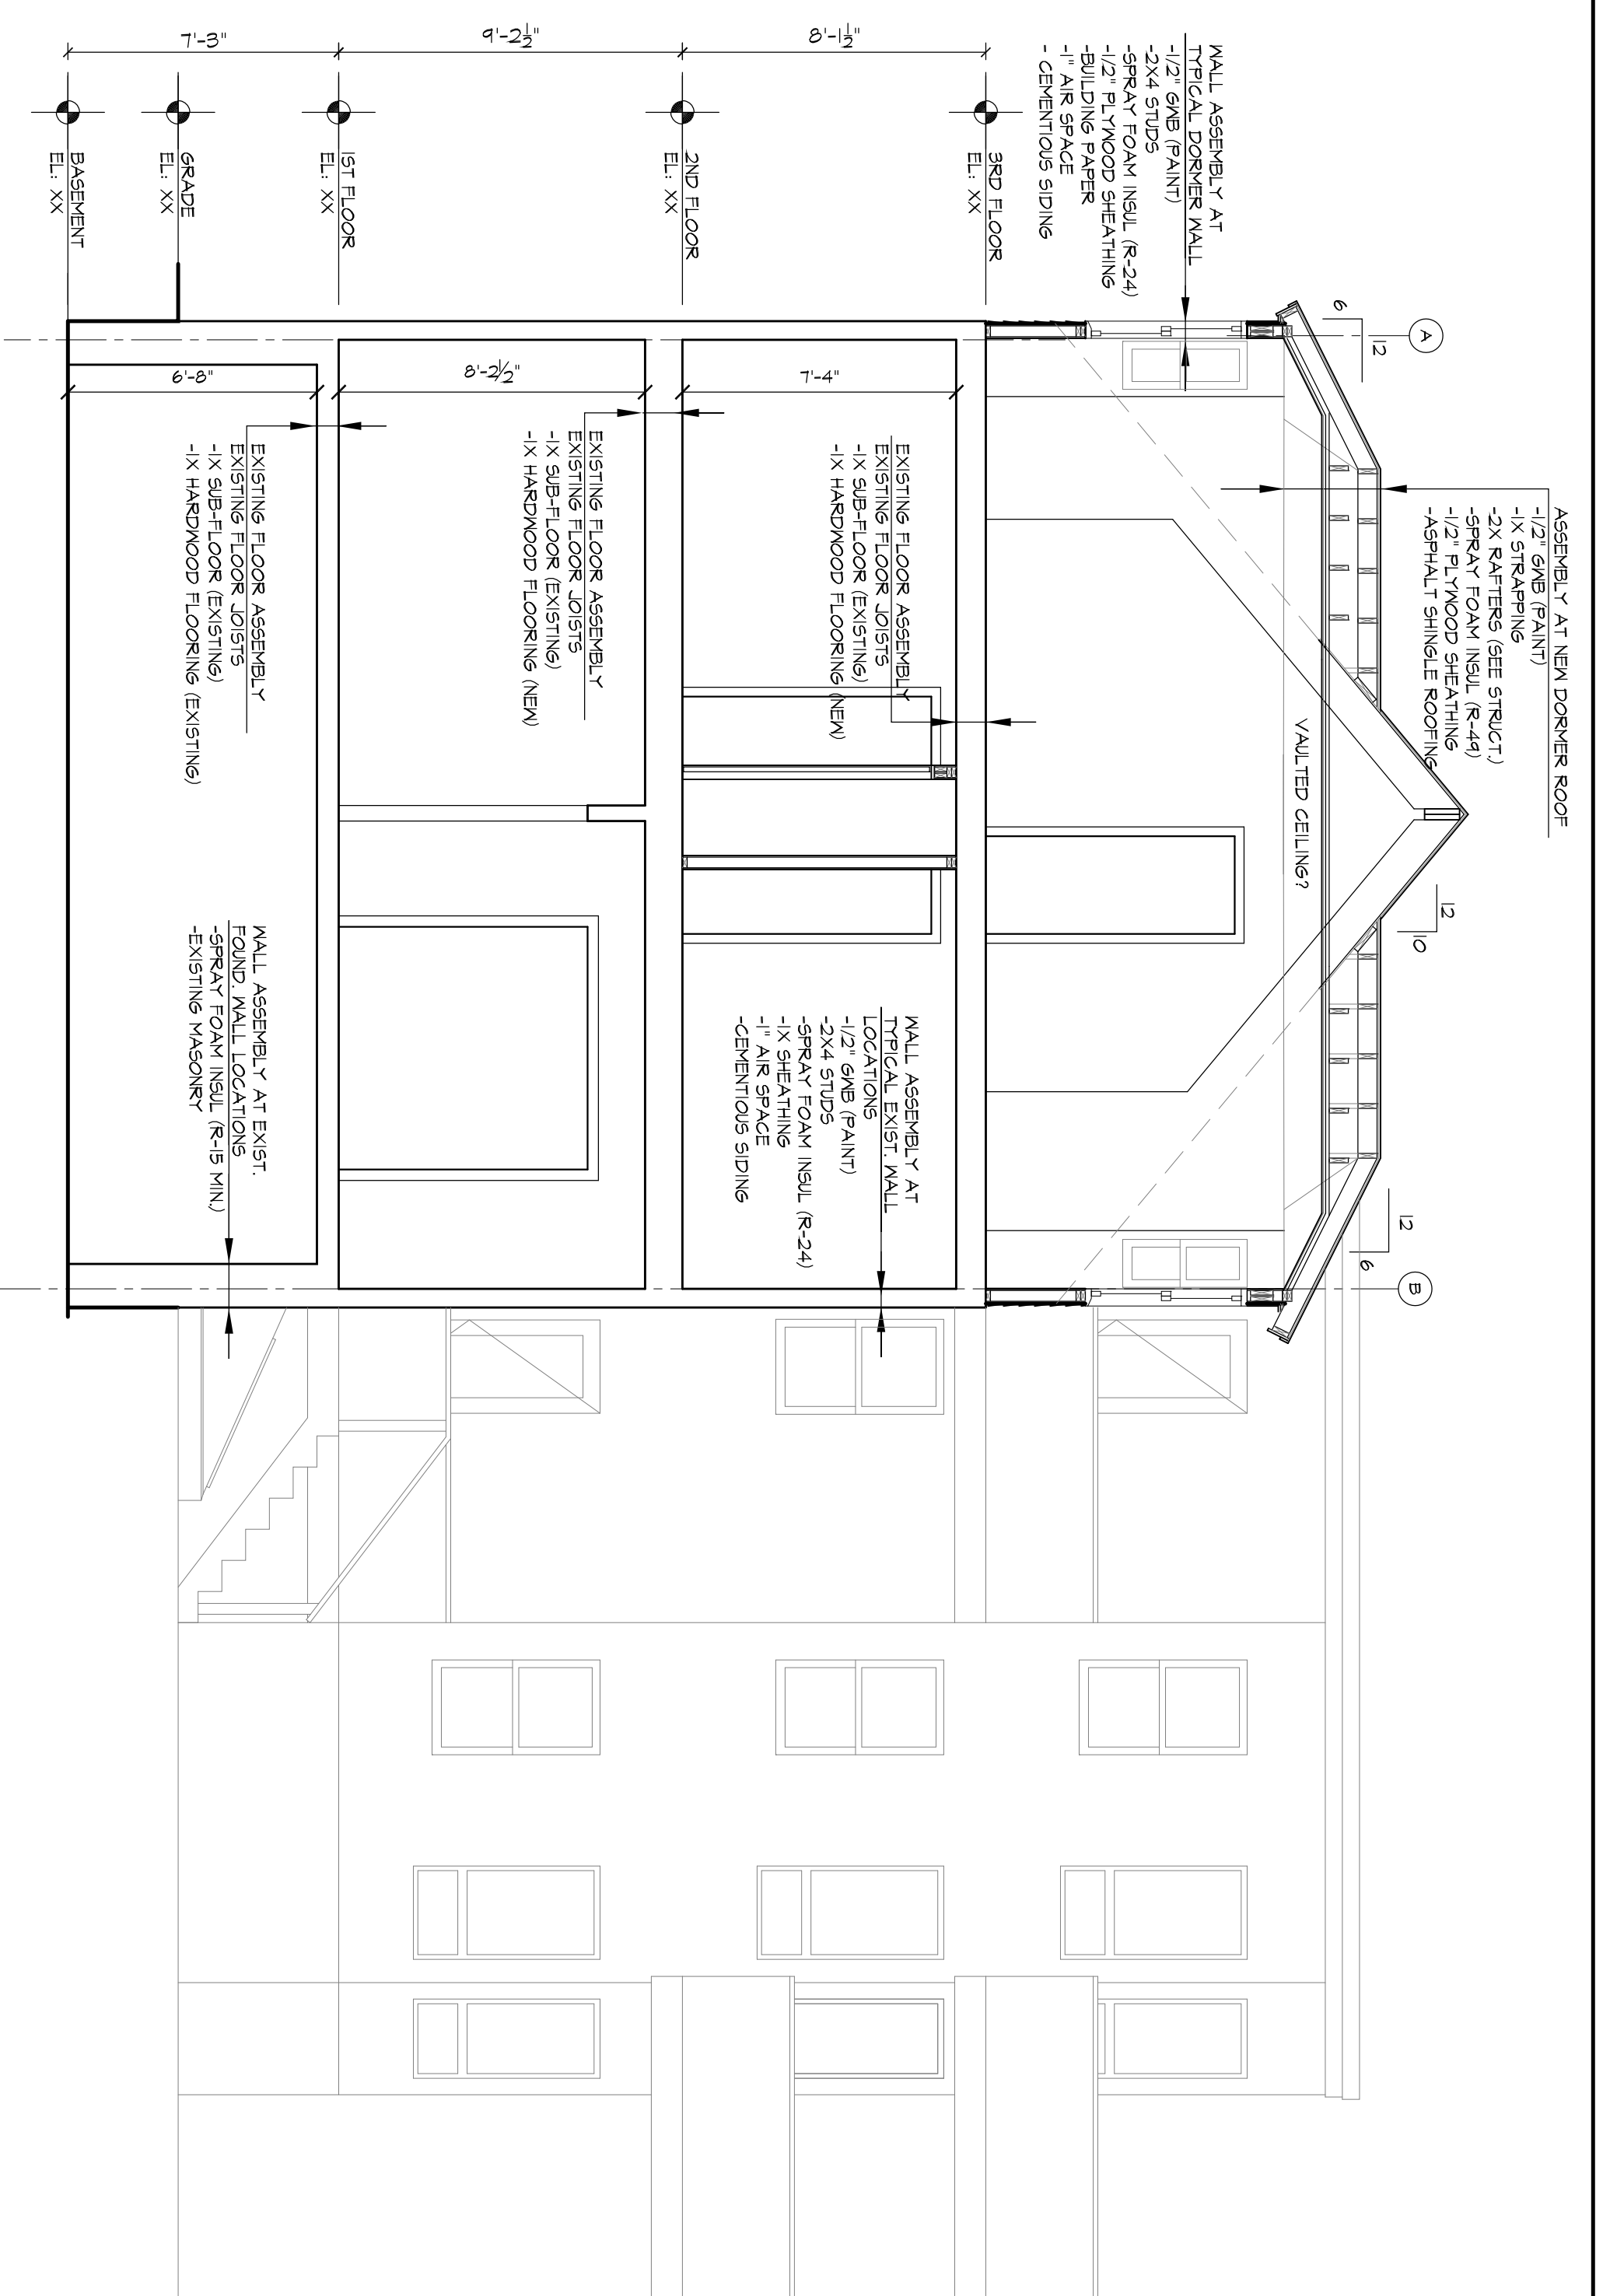 ASSEMBLY AT NEW DORMER ROOF
-1/2" GWB (PAINT)
-1X STRAPPING
-2X RAFTERS (SEE STRUCT.)
-SPRAY FOAM INSUL (R-49)
-1/2" PLYWOOD SHEATHING
-ASPHALT SHINGLE ROOFING
A
B
6
12
12
10
12
6
VAULTED CEILING?
WALL ASSEMBLY AT
TYPICAL DORMER WALL
-1/2" GWB (PAINT)
-2X4 STUDS
-SPRAY FOAM INSUL (R-24)
-1/2" PLYWOOD SHEATHING
-BUILDING PAPER
-1" AIR SPACE
- CEMENTIOUS SIDING
3RD FLOOR
EL: XX
8'-1½"
7'-4"
EXISTING FLOOR ASSEMBLY
EXISTING FLOOR JOISTS
-1X SUB-FLOOR (EXISTING)
-1X HARDWOOD FLOORING (NEW)
WALL ASSEMBLY AT
TYPICAL EXIST. WALL
LOCATIONS
-1/2" GWB (PAINT)
-2X4 STUDS
-SPRAY FOAM INSUL (R-24)
-1X SHEATHING
-1" AIR SPACE
-CEMENTIOUS SIDING
2ND FLOOR
EL: XX
9'-2½"
8'-2½"
EXISTING FLOOR ASSEMBLY
EXISTING FLOOR JOISTS
-1X SUB-FLOOR (EXISTING)
-1X HARDWOOD FLOORING (NEW)
1ST FLOOR
EL: XX
7'-3"
6'-8"
EXISTING FLOOR ASSEMBLY
EXISTING FLOOR JOISTS
-1X SUB-FLOOR (EXISTING)
-1X HARDWOOD FLOORING (EXISTING)
WALL ASSEMBLY AT EXIST.
FOUND. WALL LOCATIONS
-SPRAY FOAM INSUL (R-15 MIN.)
-EXISTING MASONRY
GRADE
EL: XX
BASEMENT
EL: XX